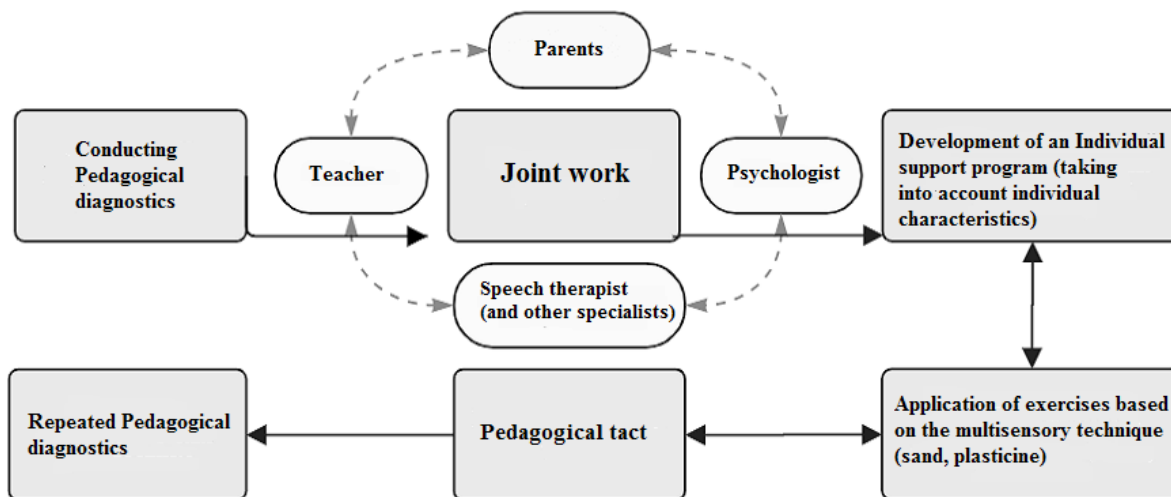 Parents
Conducting
Pedagogical
diagnostics
Teacher
Joint work
Psychologist
Development of an Individual
support program (taking
into account individual
characteristics)
Speech therapist
(and other specialists)
Repeated Pedagogical
diagnostics
Pedagogical tact
Application of exercises based
on the multisensory technique
(sand, plasticine)